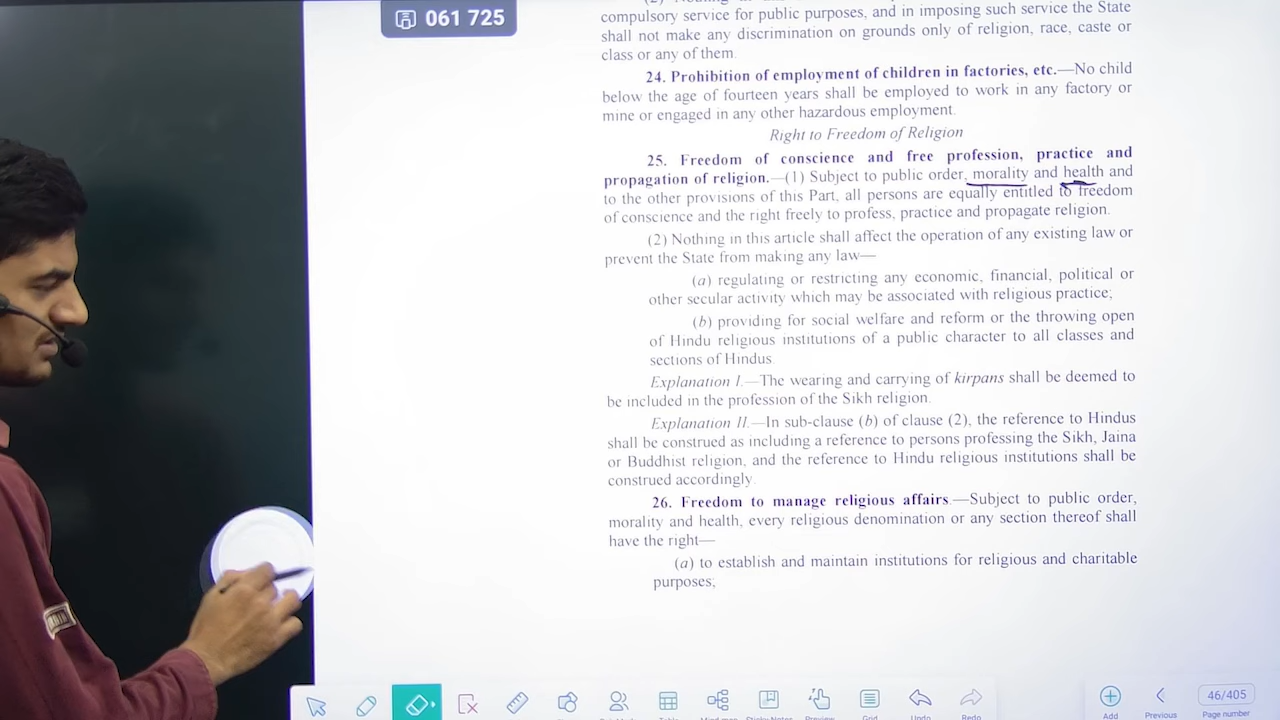 061 725
compulsory service for public purposes, and in imposing such service the State
shall not make any discrimination on grounds only of religion, race, caste or
class or any of them.
24. Prohibition of employment of children in factories, etc.—No child
below the age of fourteen years shall be employed to work in any factory or
mine or engaged in any other hazardous employment.
Right to Freedom of Religion
25. Freedom of conscience and free profession, practice and
propagation of religion.—(1) Subject to public order, morality and health and
to the other provisions of this Part, all persons are equally entitled to freedom
of conscience and the right freely to profess, practice and propagate religion.
(2) Nothing in this article shall affect the operation of any existing law or
prevent the State from making any law—
(a) regulating or restricting any economic, financial, political or
other secular activity which may be associated with religious practice;
(b) providing for social welfare and reform or the throwing open
of Hindu religious institutions of a public character to all classes and
sections of Hindus.
Explanation I.—The wearing and carrying of kirpans shall be deemed to
be included in the profession of the Sikh religion.
Explanation II.—In sub-clause (b) of clause (2), the reference to Hindus
shall be construed as including a reference to persons professing the Sikh, Jaina
or Buddhist religion, and the reference to Hindu religious institutions shall be
construed accordingly.
26. Freedom to manage religious affairs.—Subject to public order,
morality and health, every religious denomination or any section thereof shall
have the right—
(a) to establish and maintain institutions for religious and charitable
purposes;
46/405
Undo
Redo
Add
Previous
Page number